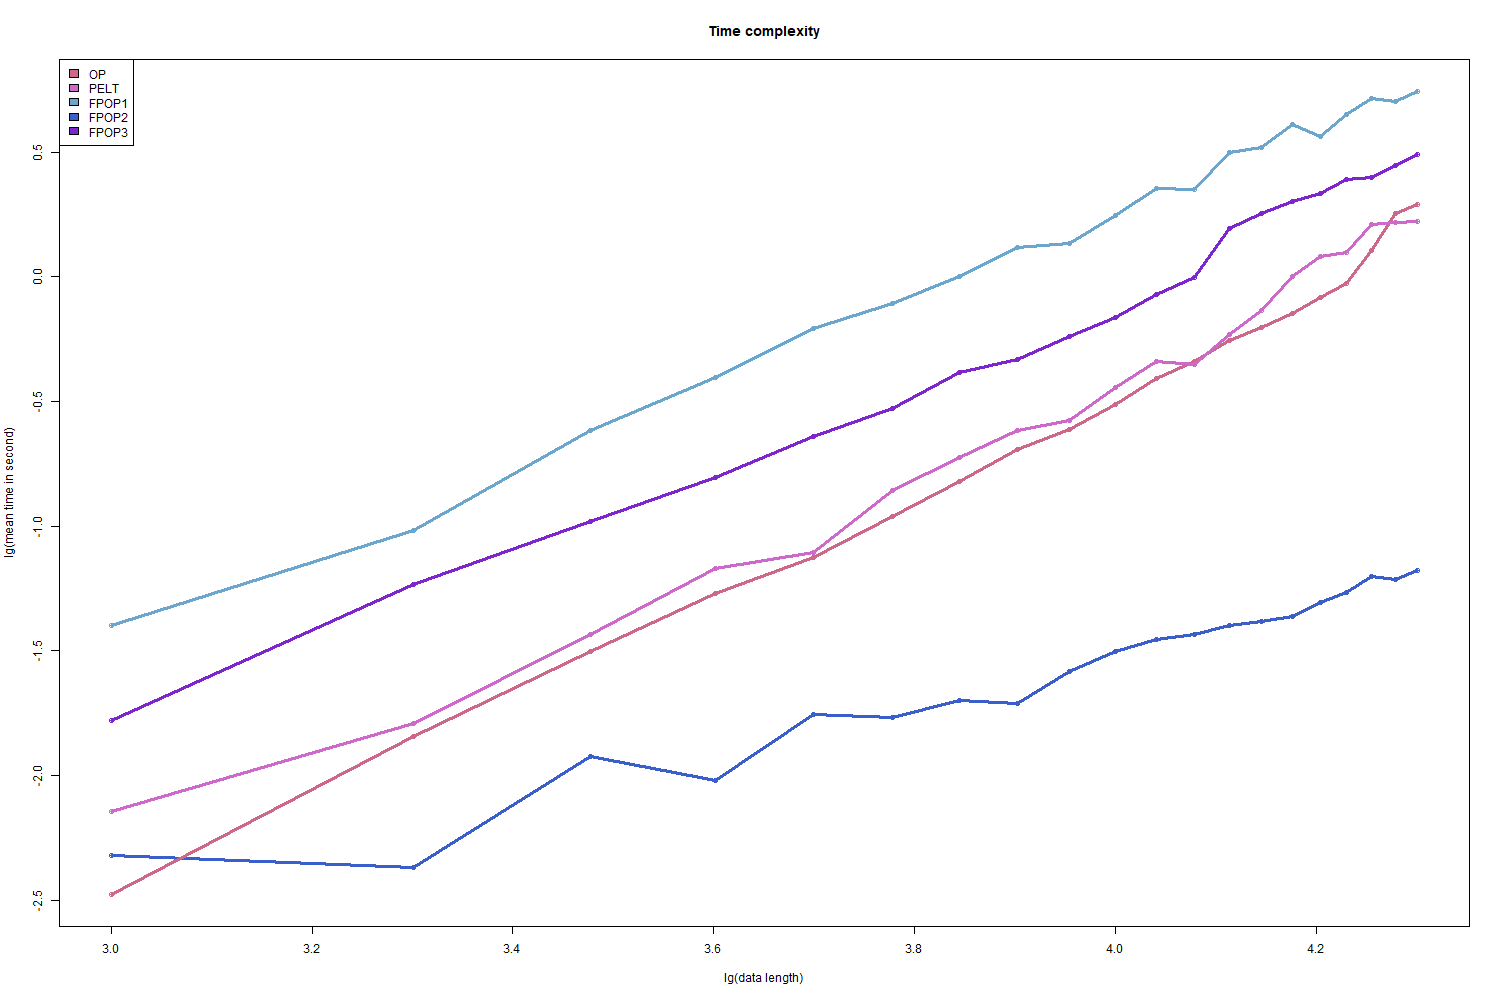 Time complexity
OP
PELT
FPOP1
FPOP2
FPOP3
0.5
0.0
-0.5
-1.0
-1.5
-2.0
-2.5
lg(mean time in second)
3.0 3.2 3.4 3.6 3.8 4.0 4.2
lg(data length)